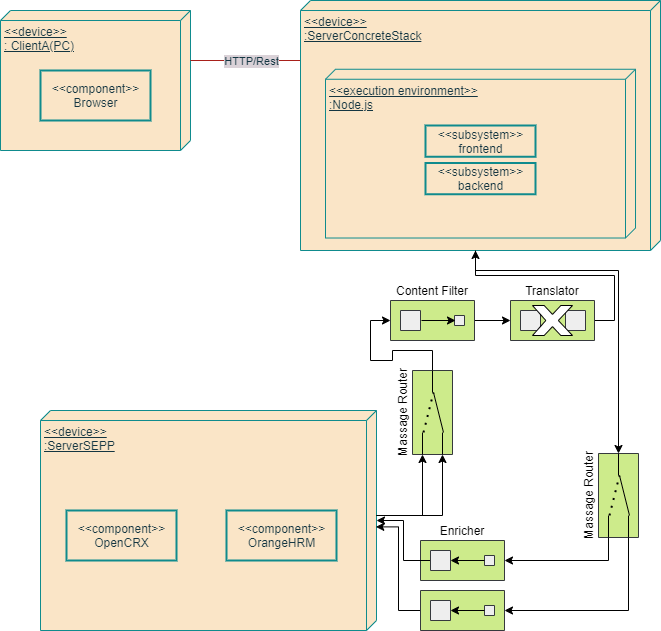 <<device>>
: ClientA(PC)
<<component>>
Browser
HTTP/Rest
<<device>>
:ServerConcreteStack
<<execution environment>>
:Node.js
<<subsystem>>
frontend
<<subsystem>>
backend
Content Filter
Translator
Massage Router
Massage Router
<<device>>
:ServerSEPP
<<component>>
OpenCRX
<<component>>
OrangeHRM
Enricher